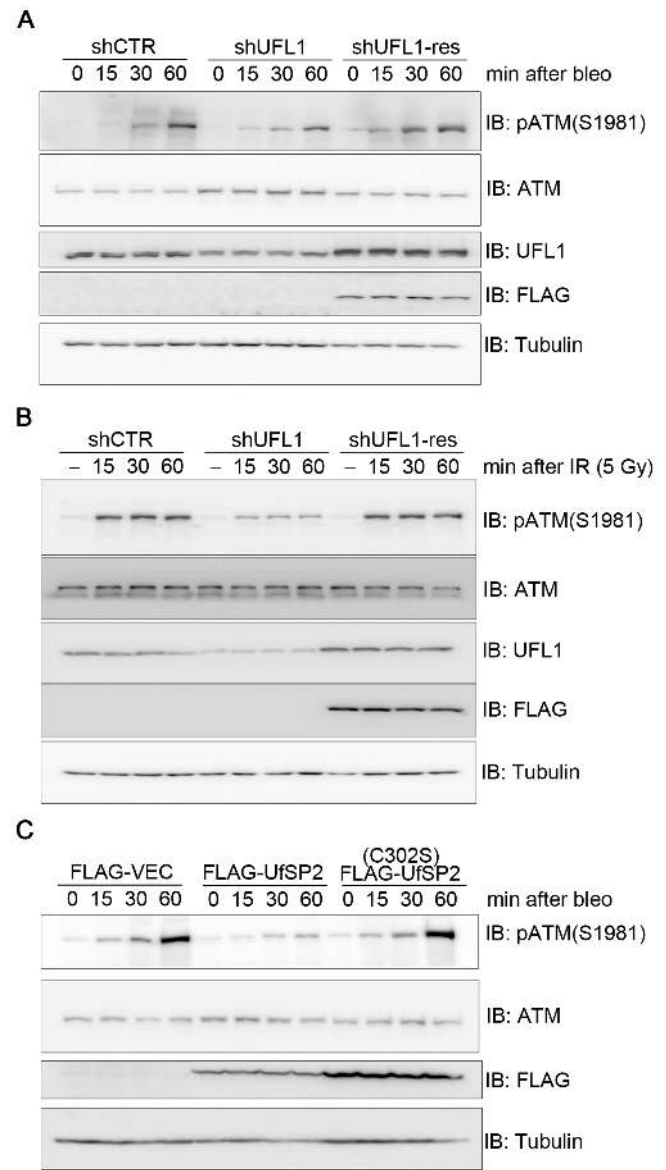 A
shCTR shUFL1 shUFL1-res
0 15 30 60 0 15 30 60 0 15 30 60 min after bleo
IB: pATM(S1981)
IB: ATM
IB: UFL1
IB: FLAG
IB: Tubulin
B
shCTR shUFL1 shUFL1-res
– 15 30 60 – 15 30 60 – 15 30 60 min after IR (5 Gy)
IB: pATM(S1981)
IB: ATM
IB: UFL1
IB: FLAG
IB: Tubulin
C
(C302S)
FLAG-VEC FLAG-UfSP2 FLAG-UfSP2
0 15 30 60 0 15 30 60 0 15 30 60 min after bleo
IB: pATM(S1981)
IB: ATM
IB: FLAG
IB: Tubulin